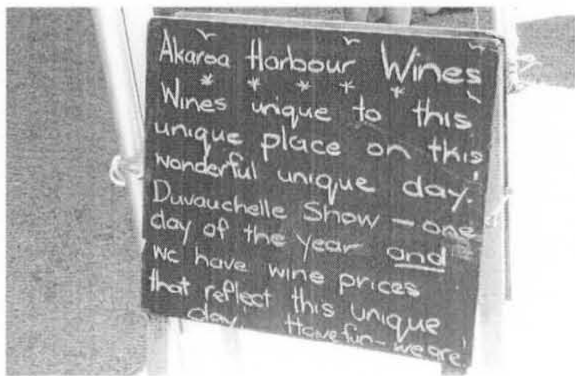 Akaroa Harbour Wines
* * * * *
Wines unique to this
unique place on this
wonderful unique day!
Duvauchelle Show - one
day of the year and
we have wine prices
that reflect this unique
day! Have fun - we are!